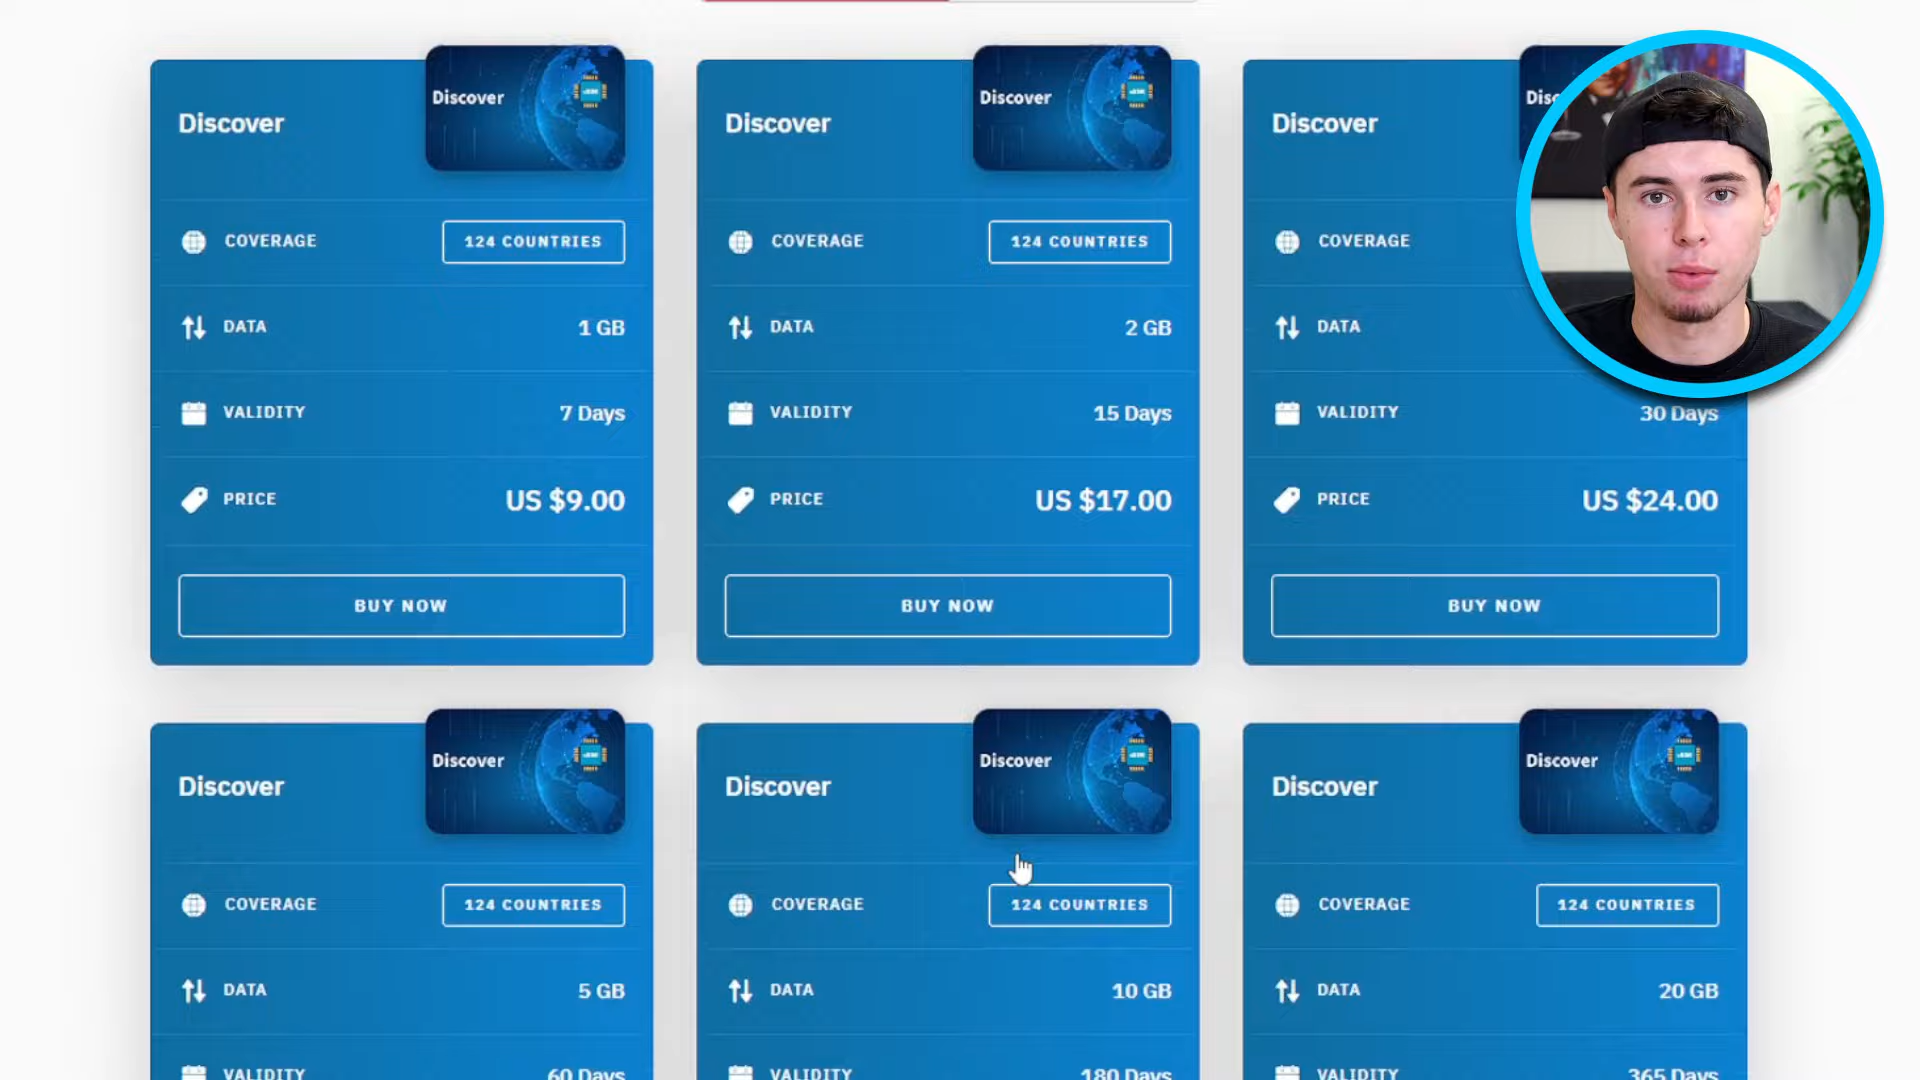 Discover
Discover
COVERAGE
124 COUNTRIES
DATA
1 GB
VALIDITY
7 Days
PRICE
US $9.00
BUY NOW
Discover
Discover
COVERAGE
124 COUNTRIES
DATA
2 GB
VALIDITY
15 Days
PRICE
US $17.00
BUY NOW
Discover
COVERAGE
DATA
VALIDITY
30 Days
PRICE
US $24.00
BUY NOW
Discover
Discover
COVERAGE
124 COUNTRIES
DATA
5 GB
VALIDITY
60 Days
Discover
Discover
COVERAGE
124 COUNTRIES
DATA
10 GB
VALIDITY
180 Days
Discover
Discover
COVERAGE
124 COUNTRIES
DATA
20 GB
VALIDITY
365 Days